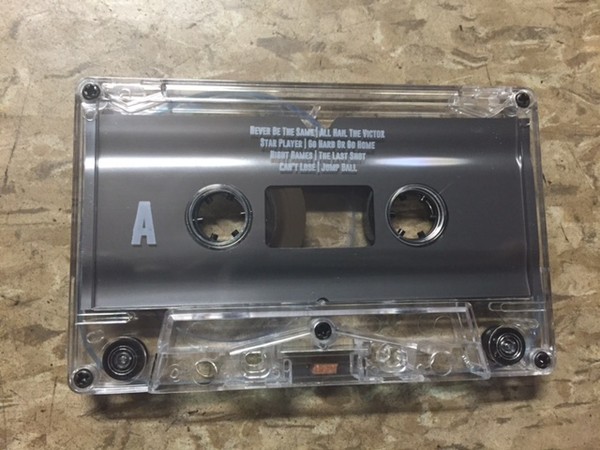 Never Be The Same | All Hail The Victor
Star Player | Go Hard Or Go Home
Right Games | The Last Shot
Can't Lose | Jump Ball
A